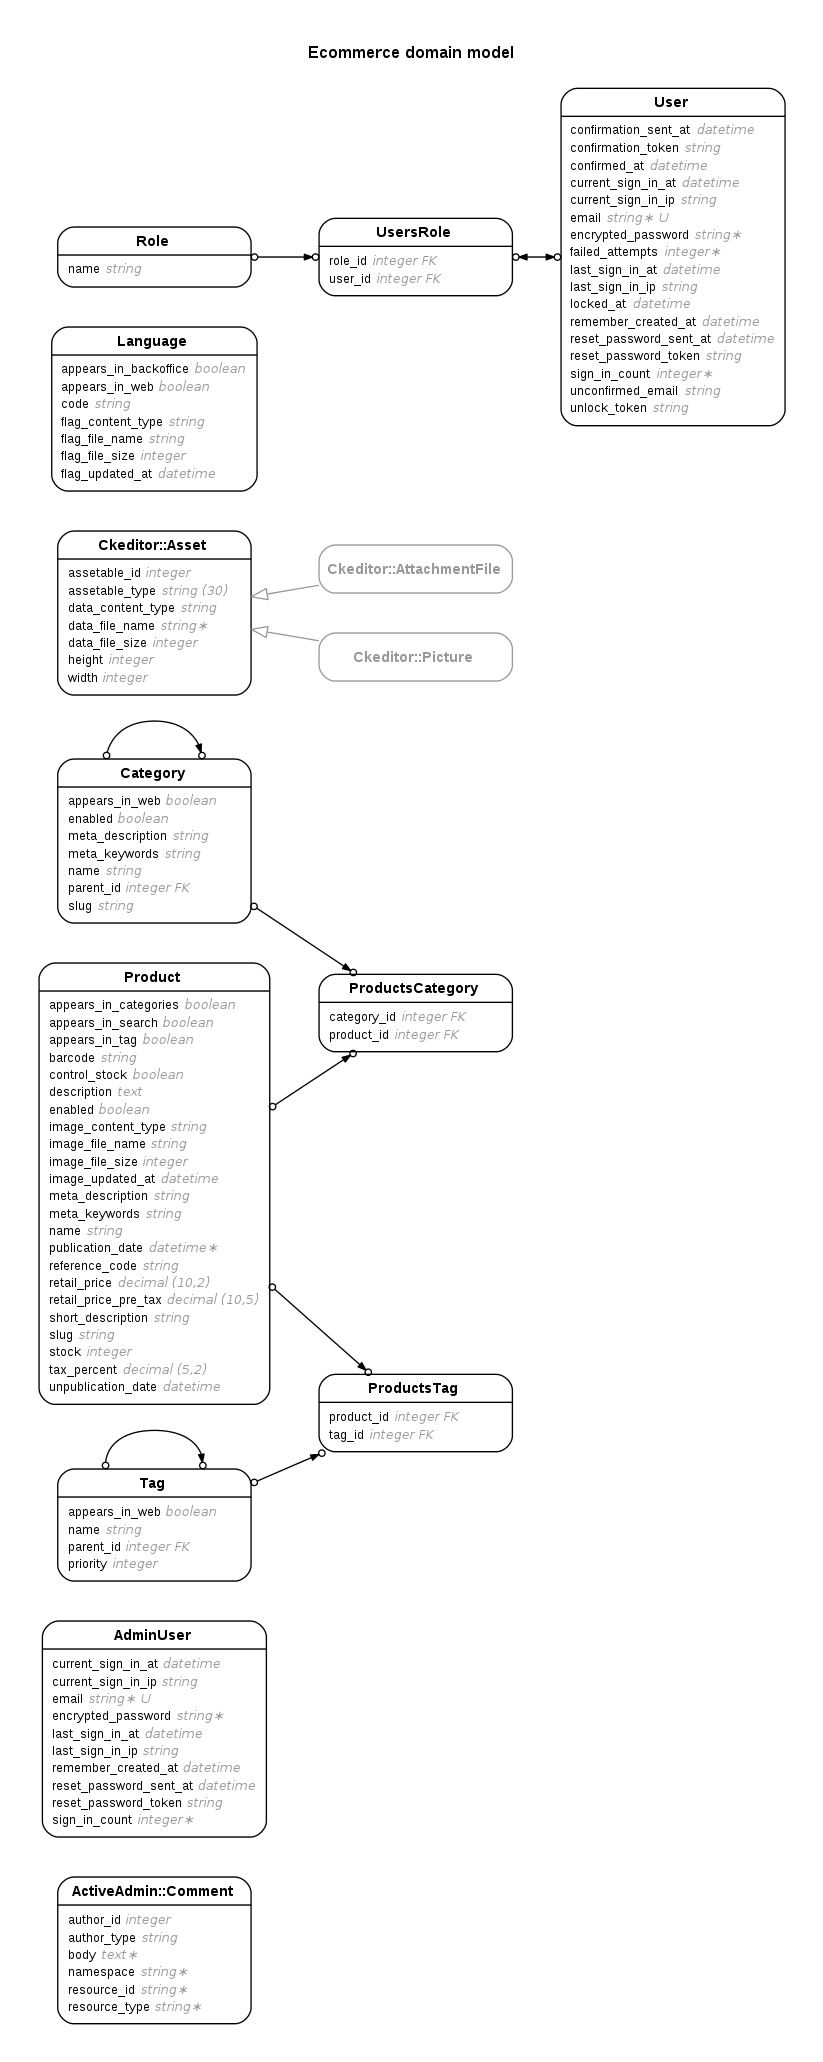 Ecommerce domain model
User
confirmation_sent_at datetime
confirmation_token string
confirmed_at datetime
current_sign_in_at datetime
current_sign_in_ip string
email string∗ U
encrypted_password string∗
failed_attempts integer∗
last_sign_in_at datetime
last_sign_in_ip string
locked_at datetime
remember_created_at datetime
reset_password_sent_at datetime
reset_password_token string
sign_in_count integer∗
unconfirmed_email string
unlock_token string
Role
name string
UsersRole
role_id integer FK
user_id integer FK
Language
appears_in_backoffice boolean
appears_in_web boolean
code string
flag_content_type string
flag_file_name string
flag_file_size integer
flag_updated_at datetime
Ckeditor::Asset
assetable_id integer
assetable_type string (30)
data_content_type string
data_file_name string∗
data_file_size integer
height integer
width integer
Ckeditor::AttachmentFile
Ckeditor::Picture
Category
appears_in_web boolean
enabled boolean
meta_description string
meta_keywords string
name string
parent_id integer FK
slug string
ProductsCategory
category_id integer FK
product_id integer FK
Product
appears_in_categories boolean
appears_in_search boolean
appears_in_tag boolean
barcode string
control_stock boolean
description text
enabled boolean
image_content_type string
image_file_name string
image_file_size integer
image_updated_at datetime
meta_description string
meta_keywords string
name string
publication_date datetime∗
reference_code string
retail_price decimal (10,2)
retail_price_pre_tax decimal (10,5)
short_description string
slug string
stock integer
tax_percent decimal (5,2)
unpublication_date datetime
ProductsTag
product_id integer FK
tag_id integer FK
Tag
appears_in_web boolean
name string
parent_id integer FK
priority integer
AdminUser
current_sign_in_at datetime
current_sign_in_ip string
email string∗ U
encrypted_password string∗
last_sign_in_at datetime
last_sign_in_ip string
remember_created_at datetime
reset_password_sent_at datetime
reset_password_token string
sign_in_count integer∗
ActiveAdmin::Comment
author_id integer
author_type string
body text∗
namespace string∗
resource_id string∗
resource_type string∗